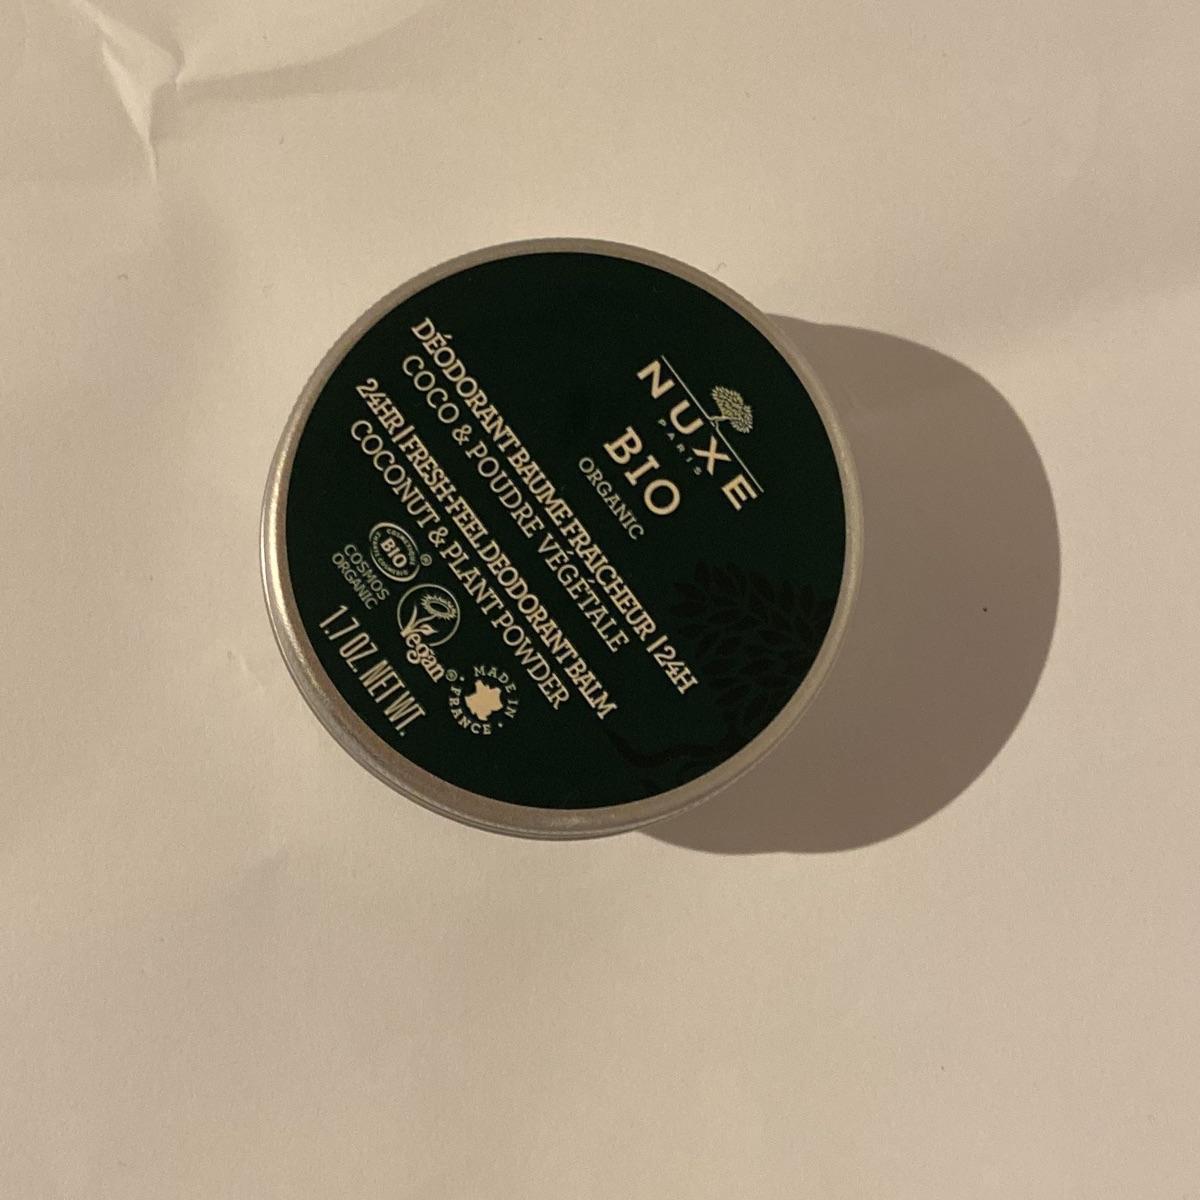 NUXE
PARIS
BIO
ORGANIC
DÉODORANT BAUME FRAICHEUR | 24H
COCO & POUDRE VÉGÉTALE
24HR | FRESH-FEEL DEODORANT BALM
COCONUT & PLANT POWDER
BIO
®
COSMOS
ORGANIC
Vegan
®
MADE IN
FRANCE
1.7 OZ. NET WT.